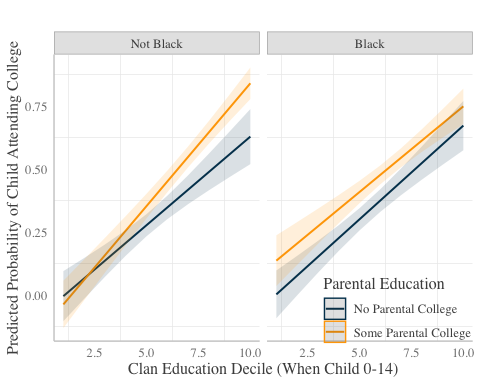 Not Black
Black
Predicted Probability of Child Attending College
0.75
0.50
0.25
0.00
Parental Education
No Parental College
Some Parental College
2.5 5.0 7.5 10.0 2.5 5.0 7.5 10.0
Clan Education Decile (When Child 0-14)